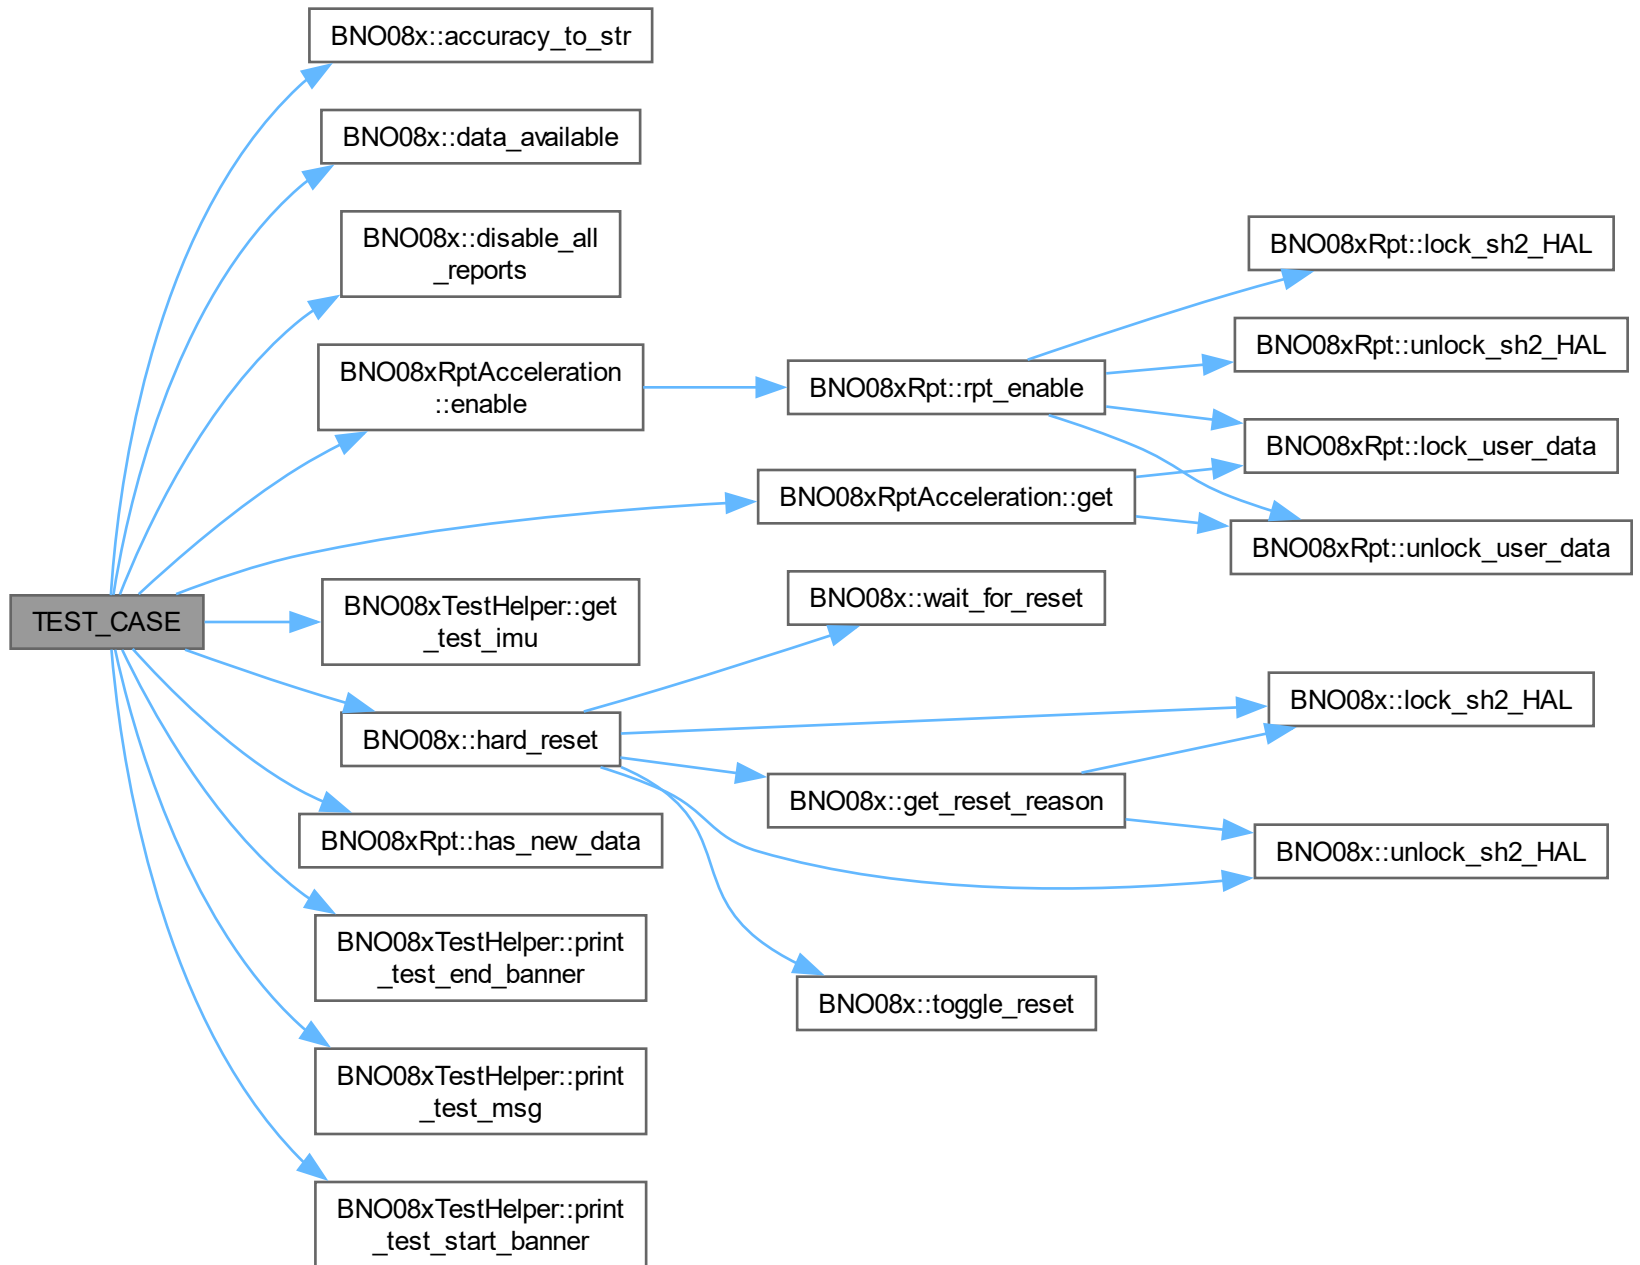 BNO08x::accuracy_to_str
BNO08x::data_available
BNO08x::disable_all
_reports
BNO08xRptAcceleration
::enable
BNO08xRpt::rpt_enable
BNO08xRpt::lock_sh2_HAL
BNO08xRpt::unlock_sh2_HAL
BNO08xRpt::lock_user_data
BNO08xRptAcceleration::get
BNO08xRpt::unlock_user_data
TEST_CASE
BNO08xTestHelper::get
_test_imu
BNO08x::wait_for_reset
BNO08x::hard_reset
BNO08x::lock_sh2_HAL
BNO08x::get_reset_reason
BNO08xRpt::has_new_data
BNO08x::unlock_sh2_HAL
BNO08xTestHelper::print
_test_end_banner
BNO08x::toggle_reset
BNO08xTestHelper::print
_test_msg
BNO08xTestHelper::print
_test_start_banner